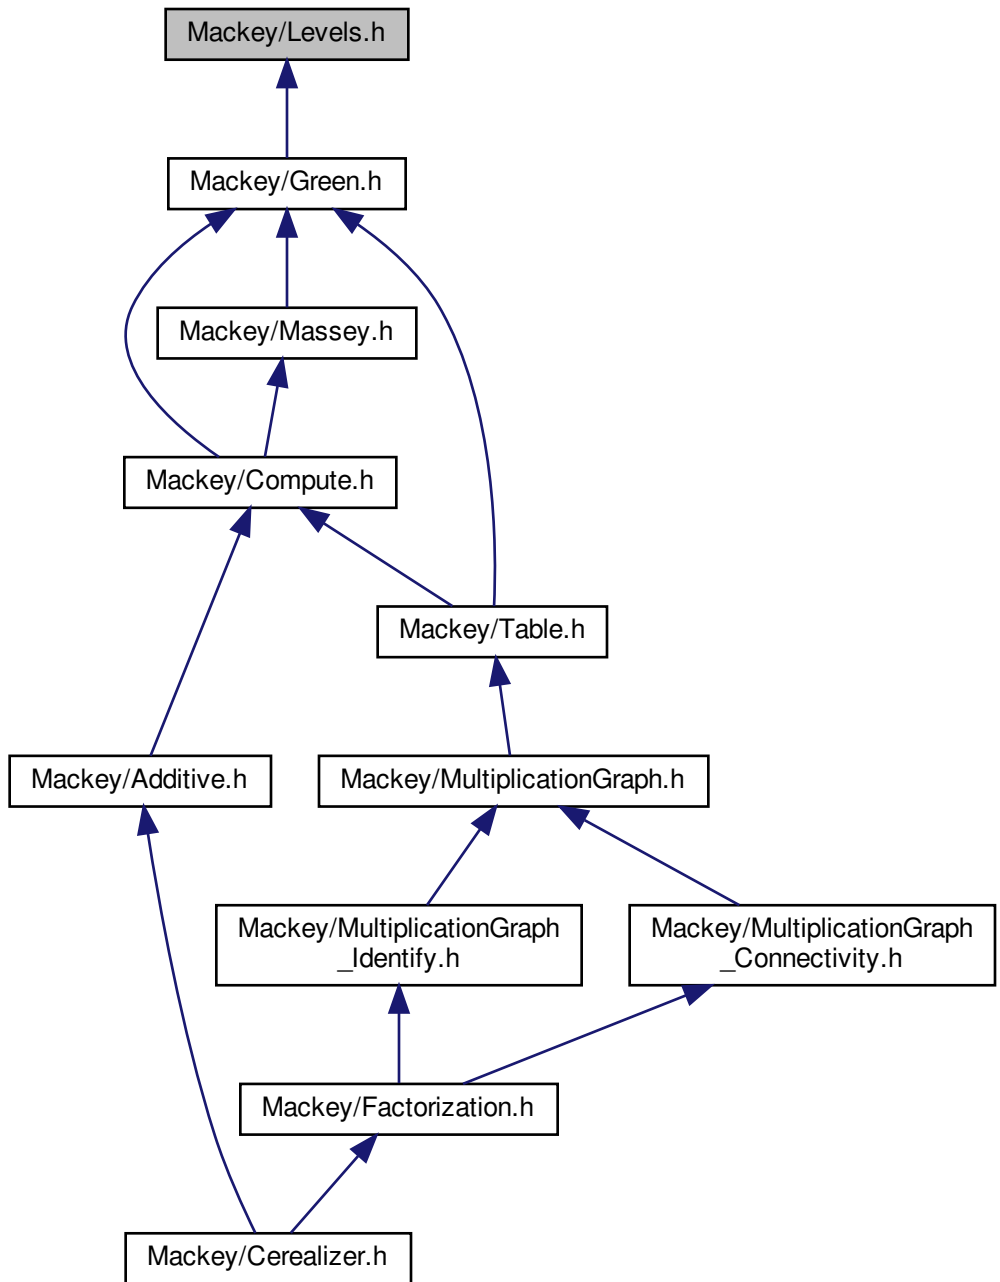 Mackey/Levels.h
Mackey/Green.h
Mackey/Massey.h
Mackey/Compute.h
Mackey/Table.h
Mackey/Additive.h
Mackey/MultiplicationGraph.h
Mackey/MultiplicationGraph
_Identify.h
Mackey/MultiplicationGraph
_Connectivity.h
Mackey/Factorization.h
Mackey/Cerealizer.h